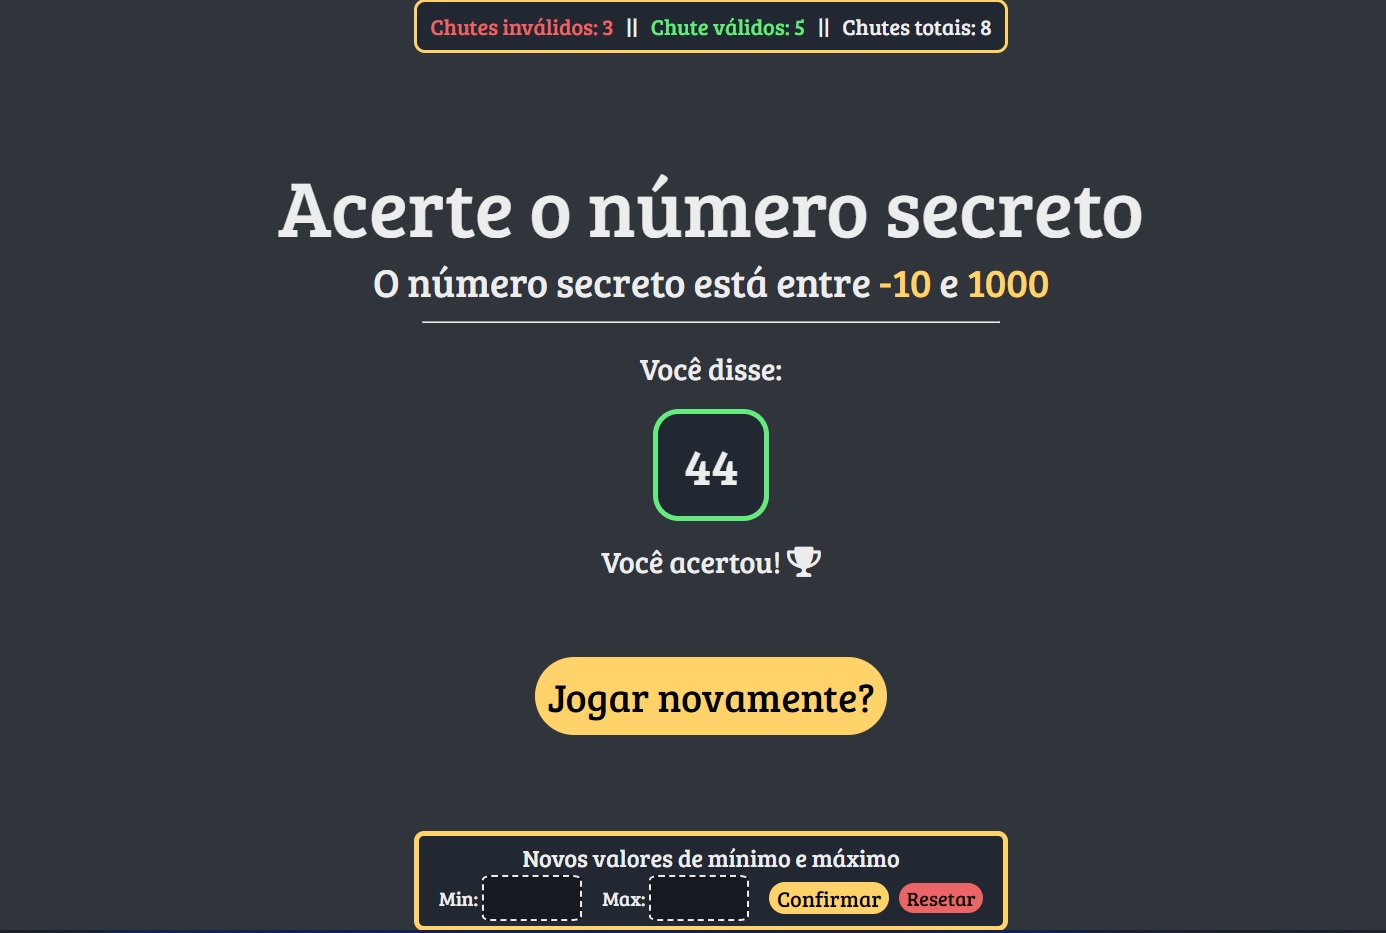 Chutes inválidos: 3 || Chute válidos: 5 || Chutes totais: 8
Acerte o número secreto
O número secreto está entre -10 e 1000
Você disse:
44
Você acertou!
Jogar novamente?
Novos valores de mínimo e máximo
Min: Max: Confirmar Resetar